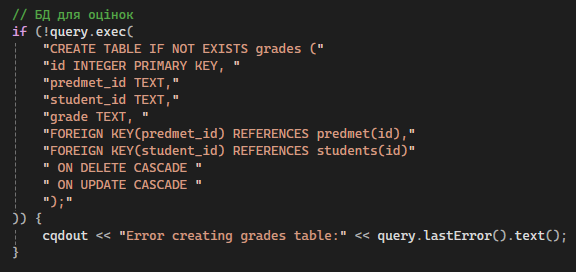 // БД для оцінок
if (!query.exec(
"CREATE TABLE IF NOT EXISTS grades ("
"id INTEGER PRIMARY KEY, "
"predmet_id TEXT,"
"student_id TEXT,"
"grade TEXT, "
"FOREIGN KEY(predmet_id) REFERENCES predmet(id),"
"FOREIGN KEY(student_id) REFERENCES students(id)"
" ON DELETE CASCADE "
" ON UPDATE CASCADE "
");"
)) {
cqdout << "Error creating grades table:" << query.lastError().text();
}